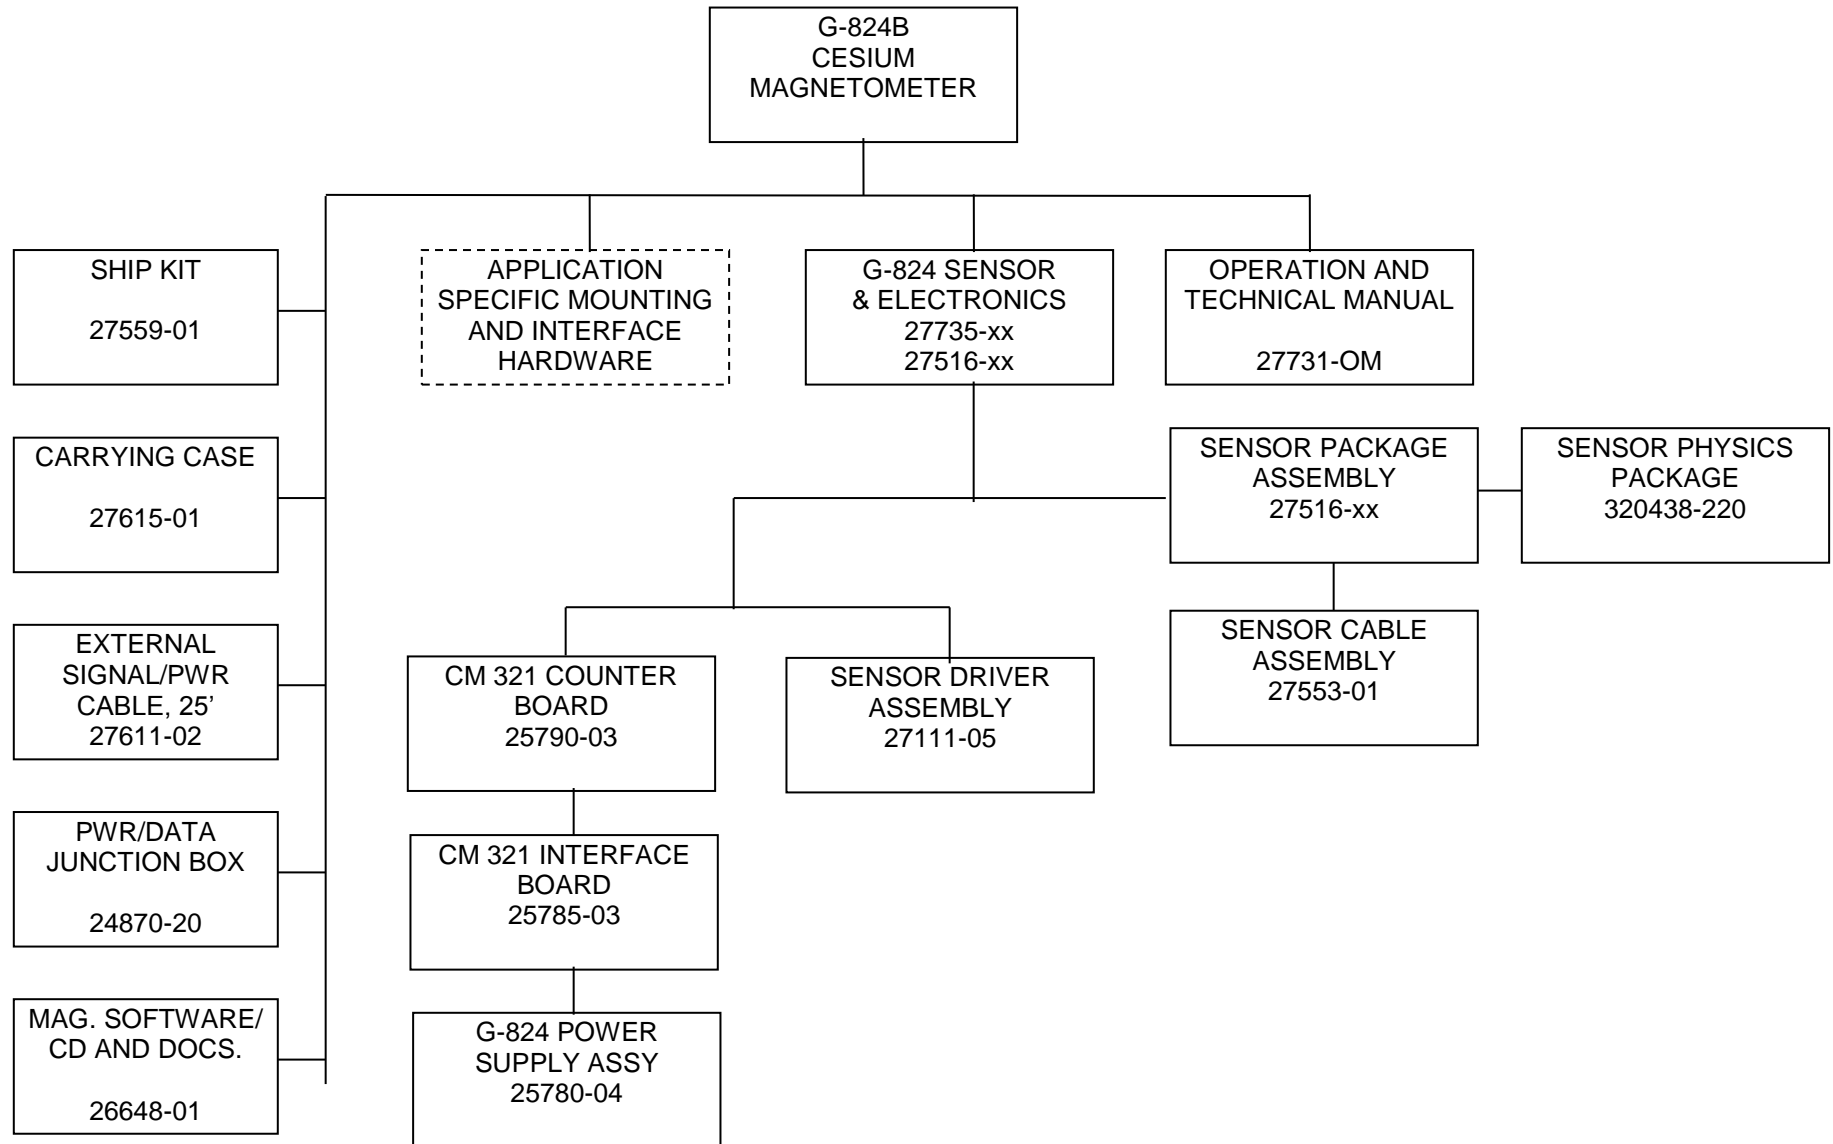 G-824B
CESIUM
MAGNETOMETER
SHIP KIT
27559-01
APPLICATION
SPECIFIC MOUNTING
AND INTERFACE
HARDWARE
G-824 SENSOR
& ELECTRONICS
27735-xx
27516-xx
OPERATION AND
TECHNICAL MANUAL
27731-OM
CARRYING CASE
27615-01
SENSOR PACKAGE
ASSEMBLY
27516-xx
SENSOR PHYSICS
PACKAGE
320438-220
EXTERNAL
SIGNAL/PWR
CABLE, 25’
27611-02
CM 321 COUNTER
BOARD
25790-03
SENSOR DRIVER
ASSEMBLY
27111-05
SENSOR CABLE
ASSEMBLY
27553-01
PWR/DATA
JUNCTION BOX
24870-20
CM 321 INTERFACE
BOARD
25785-03
MAG. SOFTWARE/
CD AND DOCS.
26648-01
G-824 POWER
SUPPLY ASSY
25780-04